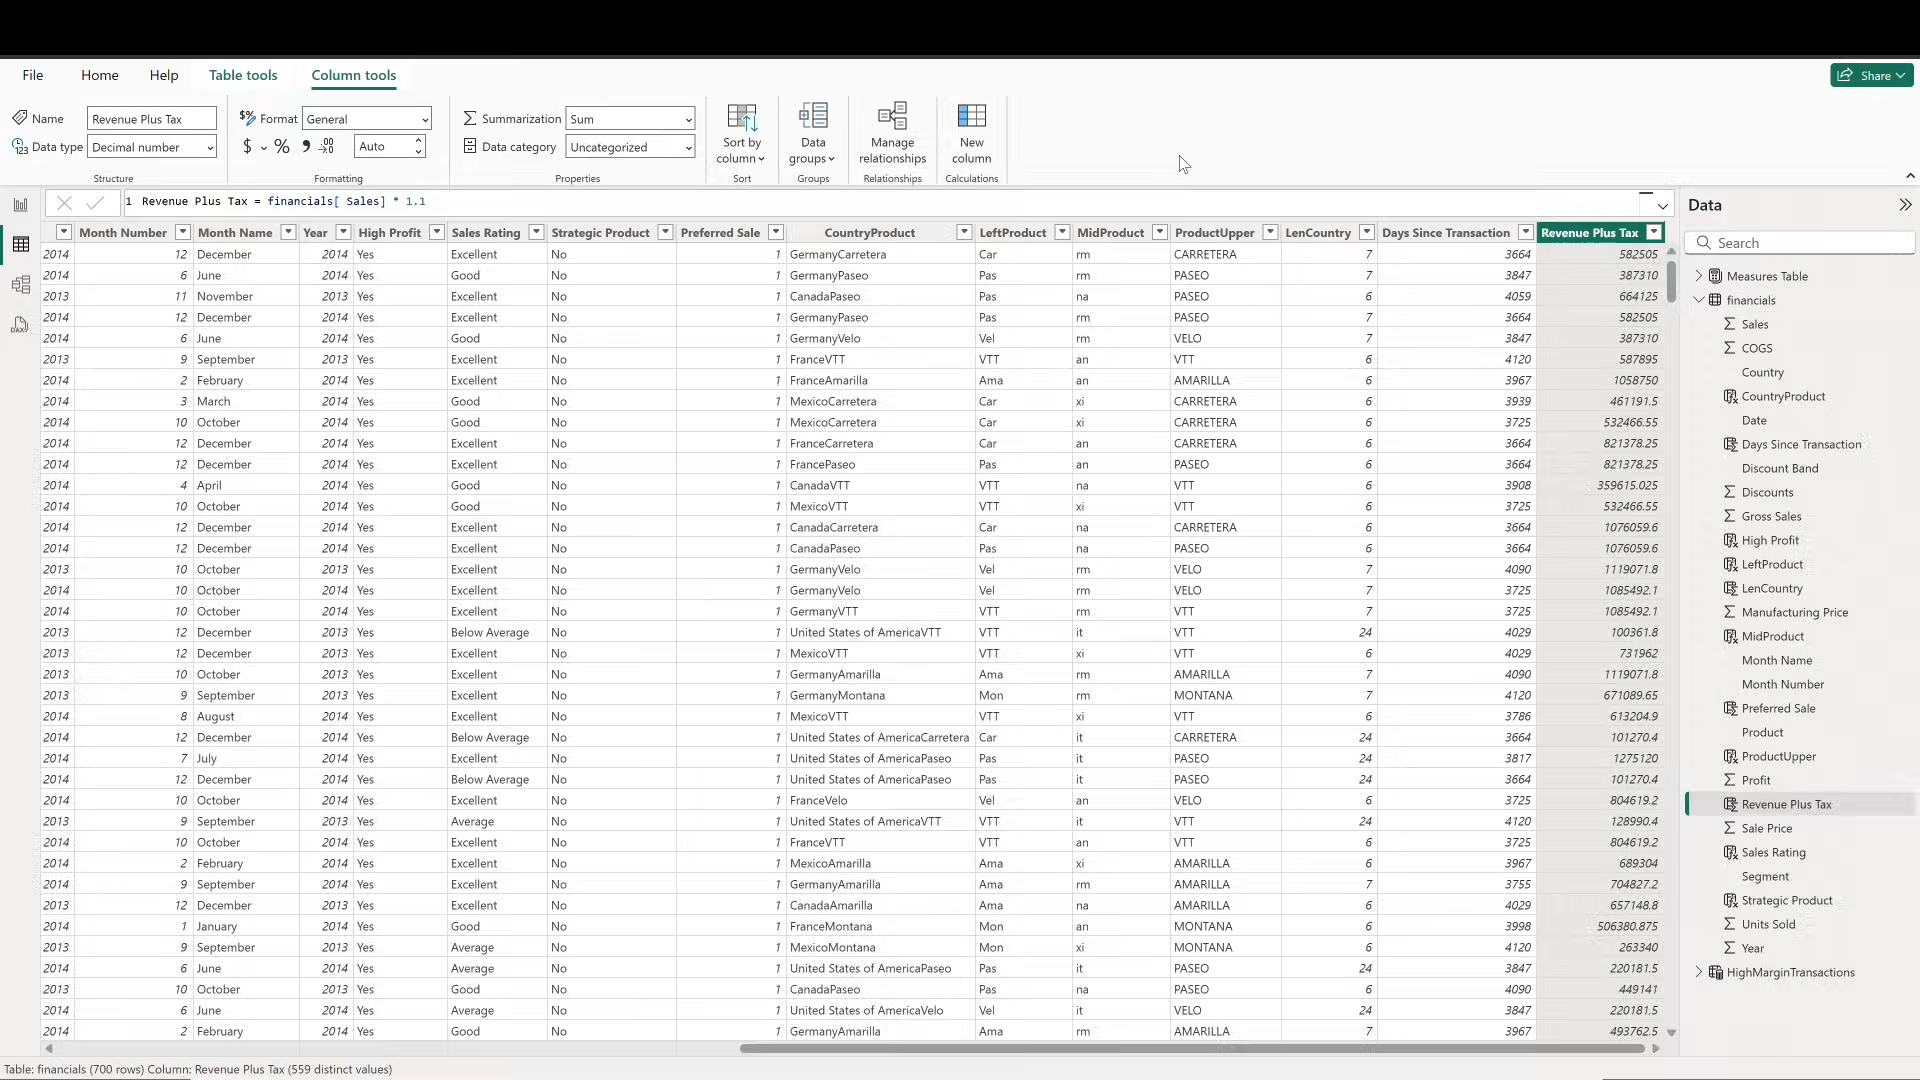 File Home Help Table tools Column tools Share
Name Revenue Plus Tax Format General Summarization Sum
Data type Decimal number $ % Auto Data category Uncategorized
Sort by column Data groups Manage relationships New column
Structure Formatting Properties Sort Groups Relationships Calculations
1 Revenue Plus Tax = financials[ Sales] * 1.1
Month Number Month Name Year High Profit Sales Rating Strategic Product Preferred Sale CountryProduct LeftProduct MidProduct ProductUpper LenCountry Days Since Transaction Revenue Plus Tax
2014 12 December 2014 Yes Excellent No 1 GermanyCarretera Car rm CARRETERA 7 3664 582505
2014 6 June 2014 Yes Good No 1 GermanyPaseo Pas rm PASEO 7 3847 387310
2013 11 November 2013 Yes Excellent No 1 CanadaPaseo Pas na PASEO 6 4059 664125
2014 12 December 2014 Yes Excellent No 1 GermanyPaseo Pas rm PASEO 7 3664 582505
2014 6 June 2014 Yes Good No 1 GermanyVelo Vel rm VELO 7 3847 387310
2013 9 September 2013 Yes Excellent No 1 FranceVTT VTT an VTT 6 4120 587895
2014 2 February 2014 Yes Excellent No 1 FranceAmarilla Ama an AMARILLA 6 3967 1058750
2014 3 March 2014 Yes Good No 1 MexicoCarretera Car xi CARRETERA 6 3939 461191.5
2014 10 October 2014 Yes Good No 1 MexicoCarretera Car xi CARRETERA 6 3725 532466.55
2014 12 December 2014 Yes Excellent No 1 FranceCarretera Car an CARRETERA 6 3664 821378.25
2014 12 December 2014 Yes Excellent No 1 FrancePaseo Pas an PASEO 6 3664 821378.25
2014 4 April 2014 Yes Good No 1 CanadaVTT VTT na VTT 6 3908 359615.025
2014 10 October 2014 Yes Good No 1 MexicoVTT VTT xi VTT 6 3725 532466.55
2014 12 December 2014 Yes Excellent No 1 CanadaCarretera Car na CARRETERA 6 3664 1076059.6
2014 12 December 2014 Yes Excellent No 1 CanadaPaseo Pas na PASEO 6 3664 1076059.6
2013 10 October 2013 Yes Excellent No 1 GermanyVelo Vel rm VELO 7 4090 1119071.8
2014 10 October 2014 Yes Excellent No 1 GermanyVelo Vel rm VELO 7 3725 1085492.1
2014 10 October 2014 Yes Excellent No 1 GermanyVTT VTT rm VTT 7 3725 1085492.1
2013 12 December 2013 Yes Below Average No 1 United States of AmericaVTT VTT it VTT 24 4029 100361.8
2013 12 December 2013 Yes Excellent No 1 MexicoVTT VTT xi VTT 6 4029 731962
2013 10 October 2013 Yes Excellent No 1 GermanyAmarilla Ama rm AMARILLA 7 4090 1119071.8
2013 9 September 2013 Yes Excellent No 1 GermanyMontana Mon rm MONTANA 7 4120 671089.65
2014 8 August 2014 Yes Excellent No 1 MexicoVTT VTT xi VTT 6 3786 613204.9
2014 12 December 2014 Yes Below Average No 1 United States of AmericaCarretera Car it CARRETERA 24 3664 101270.4
2014 7 July 2014 Yes Excellent No 1 United States of AmericaPaseo Pas it PASEO 24 3817 1275120
2014 12 December 2014 Yes Below Average No 1 United States of AmericaPaseo Pas it PASEO 24 3664 101270.4
2014 10 October 2014 Yes Excellent No 1 FranceVelo Vel an VELO 6 3725 804619.2
2013 9 September 2013 Yes Average No 1 United States of AmericaVTT VTT it VTT 24 4120 128990.4
2014 10 October 2014 Yes Excellent No 1 FranceVTT VTT an VTT 6 3725 804619.2
2014 2 February 2014 Yes Excellent No 1 MexicoAmarilla Ama xi AMARILLA 6 3967 689304
2014 9 September 2014 Yes Excellent No 1 GermanyAmarilla Ama rm AMARILLA 7 3755 704827.2
2013 12 December 2013 Yes Excellent No 1 CanadaAmarilla Ama na AMARILLA 6 4029 657148.8
2014 1 January 2014 Yes Good No 1 FranceMontana Mon an MONTANA 6 3998 506380.875
2013 9 September 2013 Yes Average No 1 MexicoMontana Mon xi MONTANA 6 4120 263340
2014 6 June 2014 Yes Average No 1 United States of AmericaPaseo Pas it PASEO 24 3847 220181.5
2013 10 October 2013 Yes Good No 1 CanadaPaseo Pas na PASEO 6 4090 449141
2014 6 June 2014 Yes Average No 1 United States of AmericaVelo Vel it VELO 24 3847 220181.5
2014 2 February 2014 Yes Good No 1 GermanyAmarilla Ama rm AMARILLA 7 3967 493762.5
Table: financials (700 rows) Column: Revenue Plus Tax (559 distinct values)
Data
Search
Measures Table
financials
Sales
COGS
Country
CountryProduct
Date
Days Since Transaction
Discount Band
Discounts
Gross Sales
High Profit
LeftProduct
LenCountry
Manufacturing Price
MidProduct
Month Name
Month Number
Preferred Sale
Product
ProductUpper
Profit
Revenue Plus Tax
Sale Price
Sales Rating
Segment
Strategic Product
Units Sold
Year
HighMarginTransactions